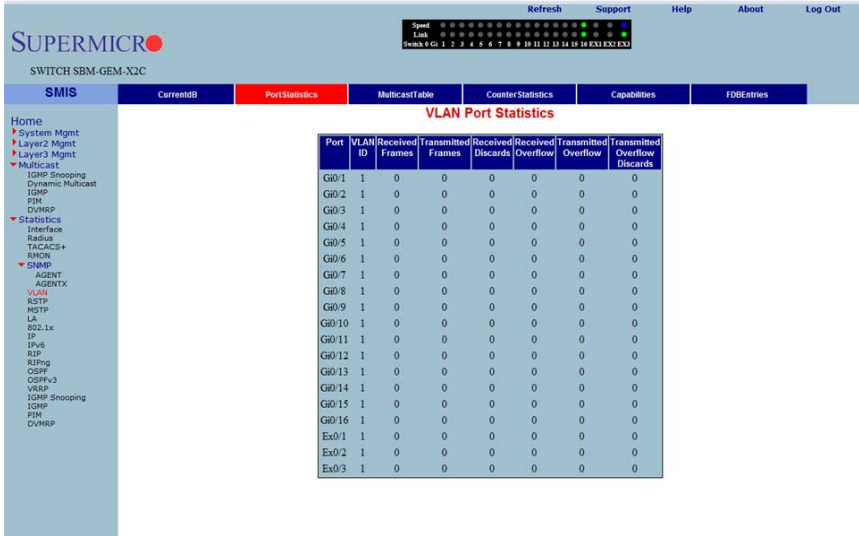 Refresh Support Help About Log Out
Speed
Link
Switch 0 Gi 1 2 3 4 5 6 7 8 9 10 11 12 13 14 15 16 EX1 EX2 EX3
SUPERMICRO
SWITCH SBM-GEM-X2C
SMIS CurrentdB PortStatistics MulticastTable CounterStatistics Capabilities FDBEntries
Home
System Mgmt
Layer2 Mgmt
Layer3 Mgmt
Multicast
IGMP Snooping
Dynamic Multicast
IGMP
PIM
DVMRP
Statistics
Interface
Radius
TACACS+
RMON
SNMP
AGENT
AGENTX
VLAN
RSTP
MSTP
LA
802.1x
IP
IPv6
RIP
RIPng
OSPF
OSPFv3
VRRP
IGMP Snooping
IGMP
PIM
DVMRP
VLAN Port Statistics
Port VLAN Received Transmitted Received Received Transmitted Transmitted
ID Frames Frames Discards Overflow Overflow Overflow
Discards
Gi0/1 1 0 0 0 0 0 0
Gi0/2 1 0 0 0 0 0 0
Gi0/3 1 0 0 0 0 0 0
Gi0/4 1 0 0 0 0 0 0
Gi0/5 1 0 0 0 0 0 0
Gi0/6 1 0 0 0 0 0 0
Gi0/7 1 0 0 0 0 0 0
Gi0/8 1 0 0 0 0 0 0
Gi0/9 1 0 0 0 0 0 0
Gi0/10 1 0 0 0 0 0 0
Gi0/11 1 0 0 0 0 0 0
Gi0/12 1 0 0 0 0 0 0
Gi0/13 1 0 0 0 0 0 0
Gi0/14 1 0 0 0 0 0 0
Gi0/15 1 0 0 0 0 0 0
Gi0/16 1 0 0 0 0 0 0
Ex0/1 1 0 0 0 0 0 0
Ex0/2 1 0 0 0 0 0 0
Ex0/3 1 0 0 0 0 0 0